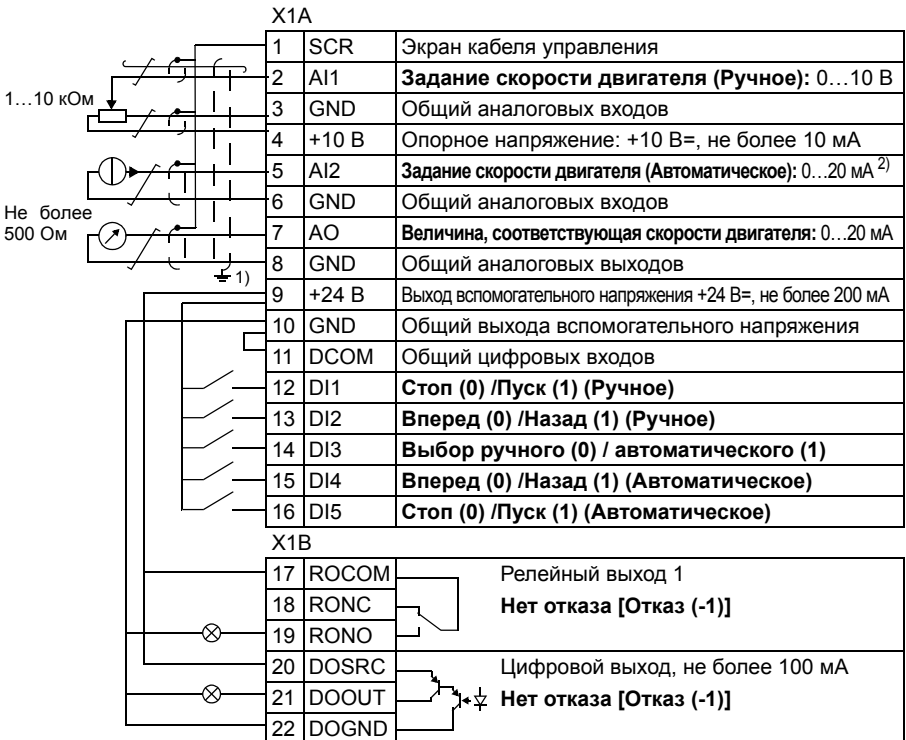 X1A
1 SCR Экран кабеля управления
2 AI1 Задание скорости двигателя (Ручное): 0…10 В
1…10 кОм
3 GND Общий аналоговых входов
4 +10 В Опорное напряжение: +10 В=, не более 10 мА
5 AI2 Задание скорости двигателя (Автоматическое): 0…20 мА 2)
6 GND Общий аналоговых входов
Не более
500 Ом
7 AO Величина, соответствующая скорости двигателя: 0…20 мА
8 GND Общий аналоговых выходов
1)
9 +24 В Выход вспомогательного напряжения +24 В=, не более 200 мА
10 GND Общий выхода вспомогательного напряжения
11 DCOM Общий цифровых входов
12 DI1 Стоп (0) /Пуск (1) (Ручное)
13 DI2 Вперед (0) /Назад (1) (Ручное)
14 DI3 Выбор ручного (0) / автоматического (1)
15 DI4 Вперед (0) /Назад (1) (Автоматическое)
16 DI5 Стоп (0) /Пуск (1) (Автоматическое)
X1B
17 ROCOM Релейный выход 1
18 RONC Нет отказа [Отказ (-1)]
19 RONO
20 DOSRC Цифровой выход, не более 100 мА
21 DOOUT Нет отказа [Отказ (-1)]
22 DOGND